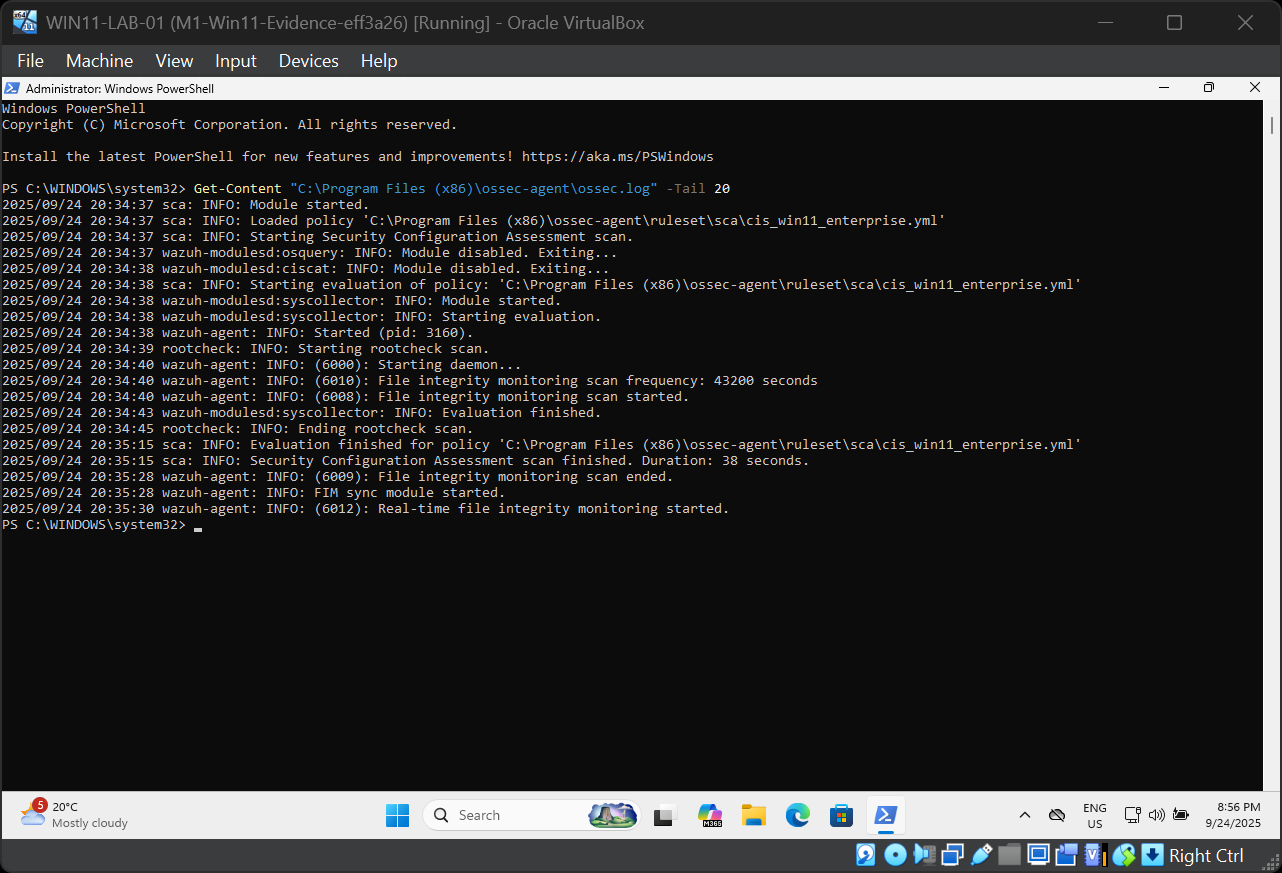 WIN11-LAB-01 (M1-Win11-Evidence-eff3a26) [Running] - Oracle VirtualBox
File Machine View Input Devices Help
Administrator: Windows PowerShell
Windows PowerShell
Copyright (C) Microsoft Corporation. All rights reserved.
Install the latest PowerShell for new features and improvements! https://aka.ms/PSWindows
PS C:\WINDOWS\system32> Get-Content "C:\Program Files (x86)\ossec-agent\ossec.log" -Tail 20
2025/09/24 20:34:37 sca: INFO: Module started.
2025/09/24 20:34:37 sca: INFO: Loaded policy 'C:\Program Files (x86)\ossec-agent\ruleset\sca\cis_win11_enterprise.yml'
2025/09/24 20:34:37 sca: INFO: Starting Security Configuration Assessment scan.
2025/09/24 20:34:37 wazuh-modulesd:osquery: INFO: Module disabled. Exiting...
2025/09/24 20:34:38 wazuh-modulesd:ciscat: INFO: Module disabled. Exiting...
2025/09/24 20:34:38 sca: INFO: Starting evaluation of policy: 'C:\Program Files (x86)\ossec-agent\ruleset\sca\cis_win11_enterprise.yml'
2025/09/24 20:34:38 wazuh-modulesd:syscollector: INFO: Module started.
2025/09/24 20:34:38 wazuh-modulesd:syscollector: INFO: Starting evaluation.
2025/09/24 20:34:38 wazuh-agent: INFO: Started (pid: 3160).
2025/09/24 20:34:39 rootcheck: INFO: Starting rootcheck scan.
2025/09/24 20:34:40 wazuh-agent: INFO: (6000): Starting daemon...
2025/09/24 20:34:40 wazuh-agent: INFO: (6010): File integrity monitoring scan frequency: 43200 seconds
2025/09/24 20:34:40 wazuh-agent: INFO: (6008): File integrity monitoring scan started.
2025/09/24 20:34:43 wazuh-modulesd:syscollector: INFO: Evaluation finished.
2025/09/24 20:34:45 rootcheck: INFO: Ending rootcheck scan.
2025/09/24 20:35:15 sca: INFO: Evaluation finished for policy 'C:\Program Files (x86)\ossec-agent\ruleset\sca\cis_win11_enterprise.yml'
2025/09/24 20:35:15 sca: INFO: Security Configuration Assessment scan finished. Duration: 38 seconds.
2025/09/24 20:35:28 wazuh-agent: INFO: (6009): File integrity monitoring scan ended.
2025/09/24 20:35:28 wazuh-agent: INFO: FIM sync module started.
2025/09/24 20:35:30 wazuh-agent: INFO: (6012): Real-time file integrity monitoring started.
PS C:\WINDOWS\system32>
5
20°C
Mostly cloudy
Search
M365
ENG
US
8:56 PM
9/24/2025
Right Ctrl